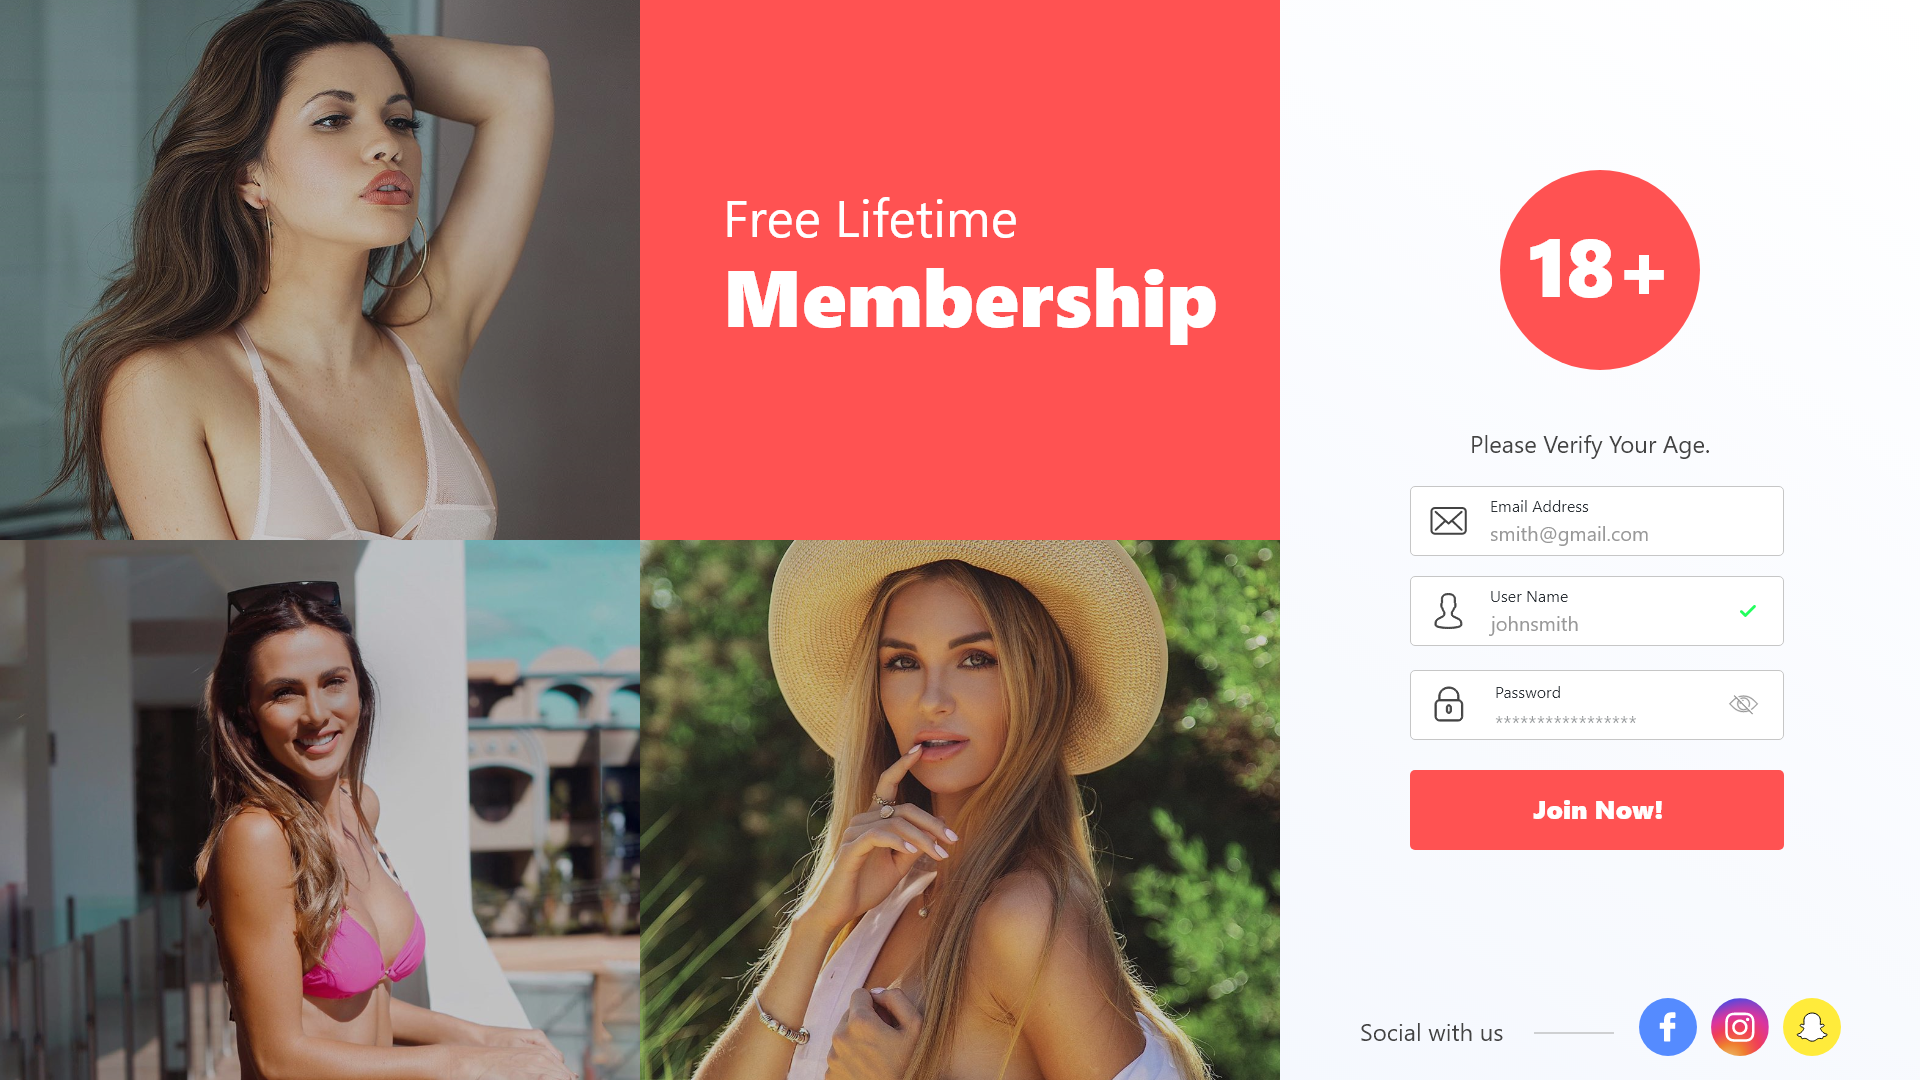 Free Lifetime
Membership
18+
Please Verify Your Age.
Email Address
smith@gmail.com
User Name
johnsmith
Password
*****************
Join Now!
Social with us